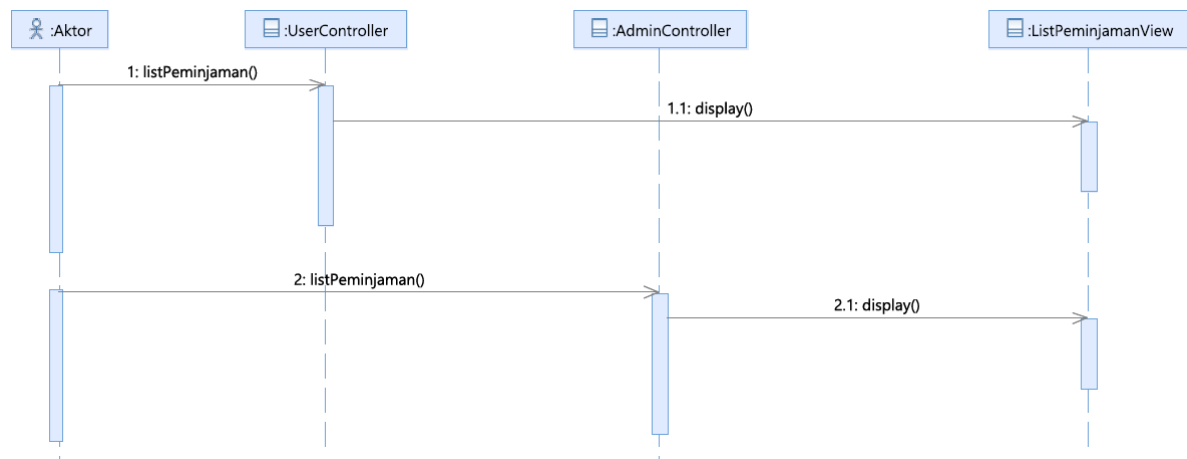 :Aktor
:UserController
:AdminController
:ListPeminjamanView
1: listPeminjaman()
1.1: display()
2: listPeminjaman()
2.1: display()